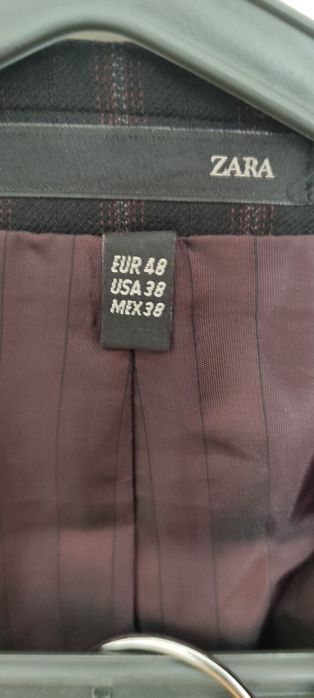 ZARA
EUR 48
USA 38
MEX 38